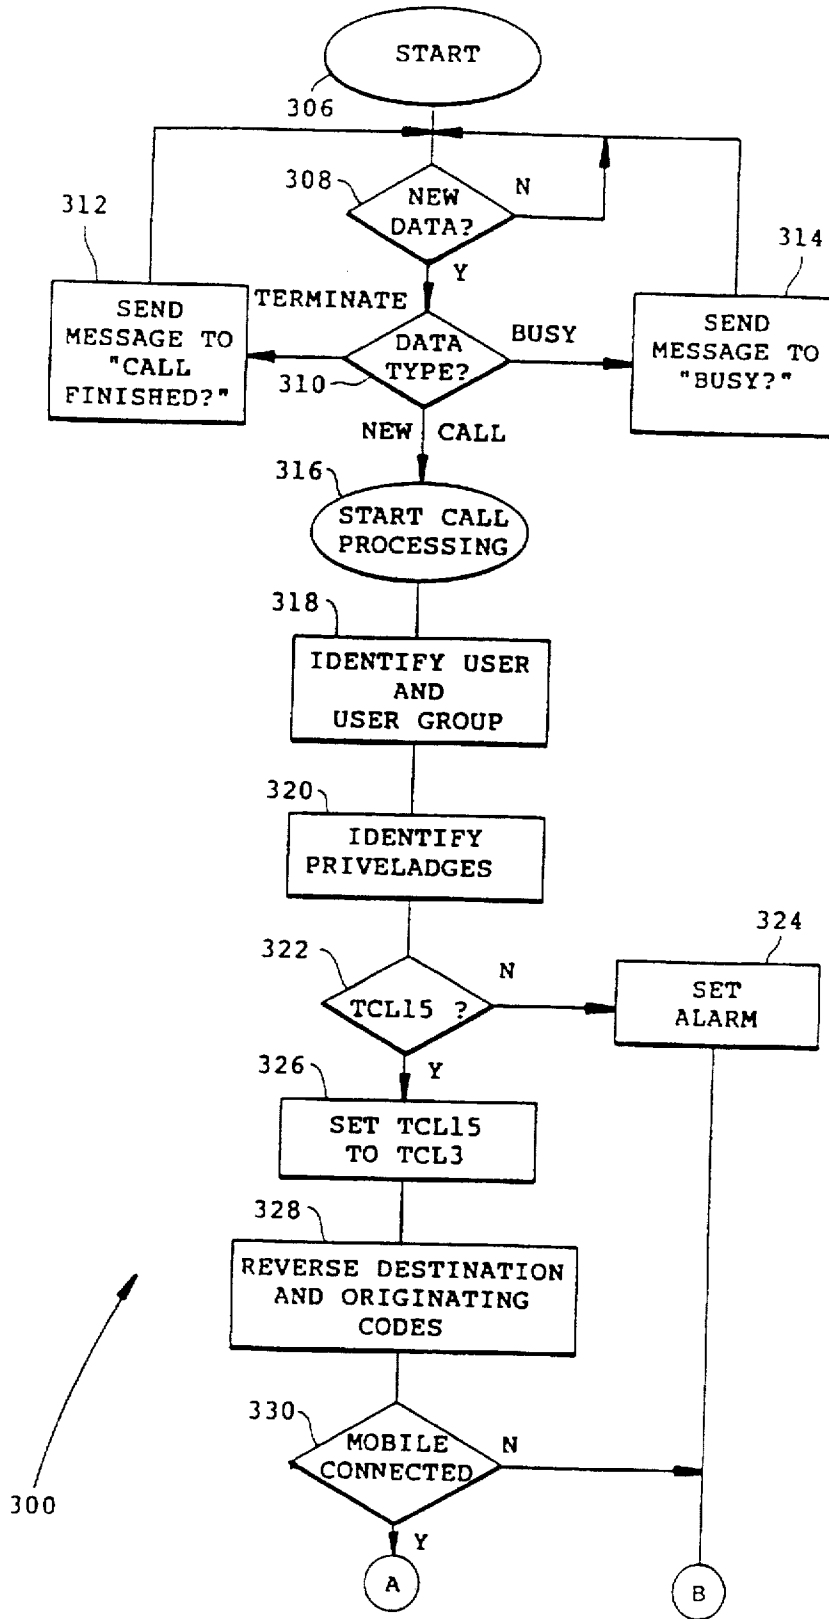 START
306
308
NEW
DATA?
N
Y
312
SEND
MESSAGE TO
"CALL
FINISHED?"
TERMINATE
310
DATA
TYPE?
BUSY
314
SEND
MESSAGE TO
"BUSY?"
NEW CALL
316
START CALL
PROCESSING
318
IDENTIFY USER
AND
USER GROUP
320
IDENTIFY
PRIVELADGES
322
TCL15 ?
N
324
SET
ALARM
Y
326
SET TCL15
TO TCL3
328
REVERSE DESTINATION
AND ORIGINATING
CODES
330
MOBILE
CONNECTED
N
Y
300
A
B